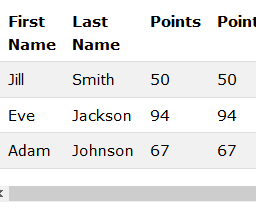 First Name Last Name Points Point
Jill Smith 50 50
Eve Jackson 94 94
Adam Johnson 67 67